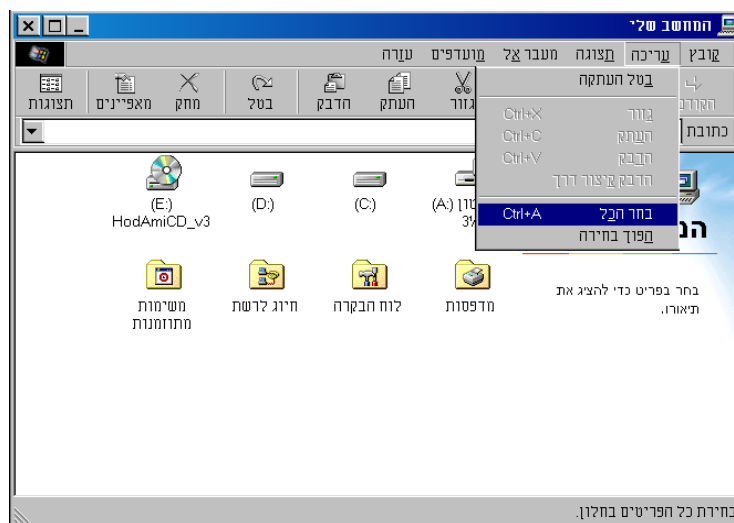 המחשב שלי
קובץ עריכה תצוגה מעבר אל מועדפים עזרה
גזור העתק הדבק בטל מחק מאפיינים תצוגות
כתובת
בטל העתקה
גזור Ctrl+X
העתק Ctrl+C
הדבק Ctrl+V
הדבק קיצור דרך
בחר הכל Ctrl+A
הפוך בחירה
(C:)
(D:)
(E:)
HodAmiCD_v3
(A:)
מדפסות
לוח הבקרה
חיוג לרשת
משימות
מתוזמנות
בחר בפריט כדי להציג את
תיאורו.
בחירת כל הפריטים בחלון.